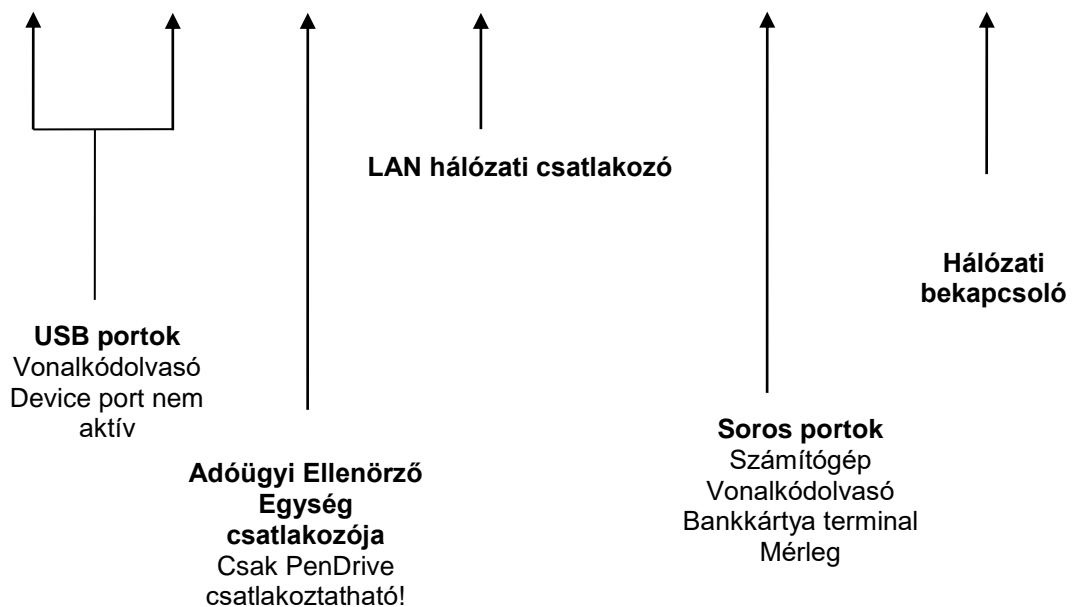 LAN hálózati csatlakozó
Hálózati
bekapcsoló
USB portok
Vonalkódolvasó
Device port nem
aktív
Adóügyi Ellenörző
Egység
csatlakozója
Csak PenDrive
csatlakoztatható!
Soros portok
Számítógép
Vonalkódolvasó
Bankkártya terminal
Mérleg